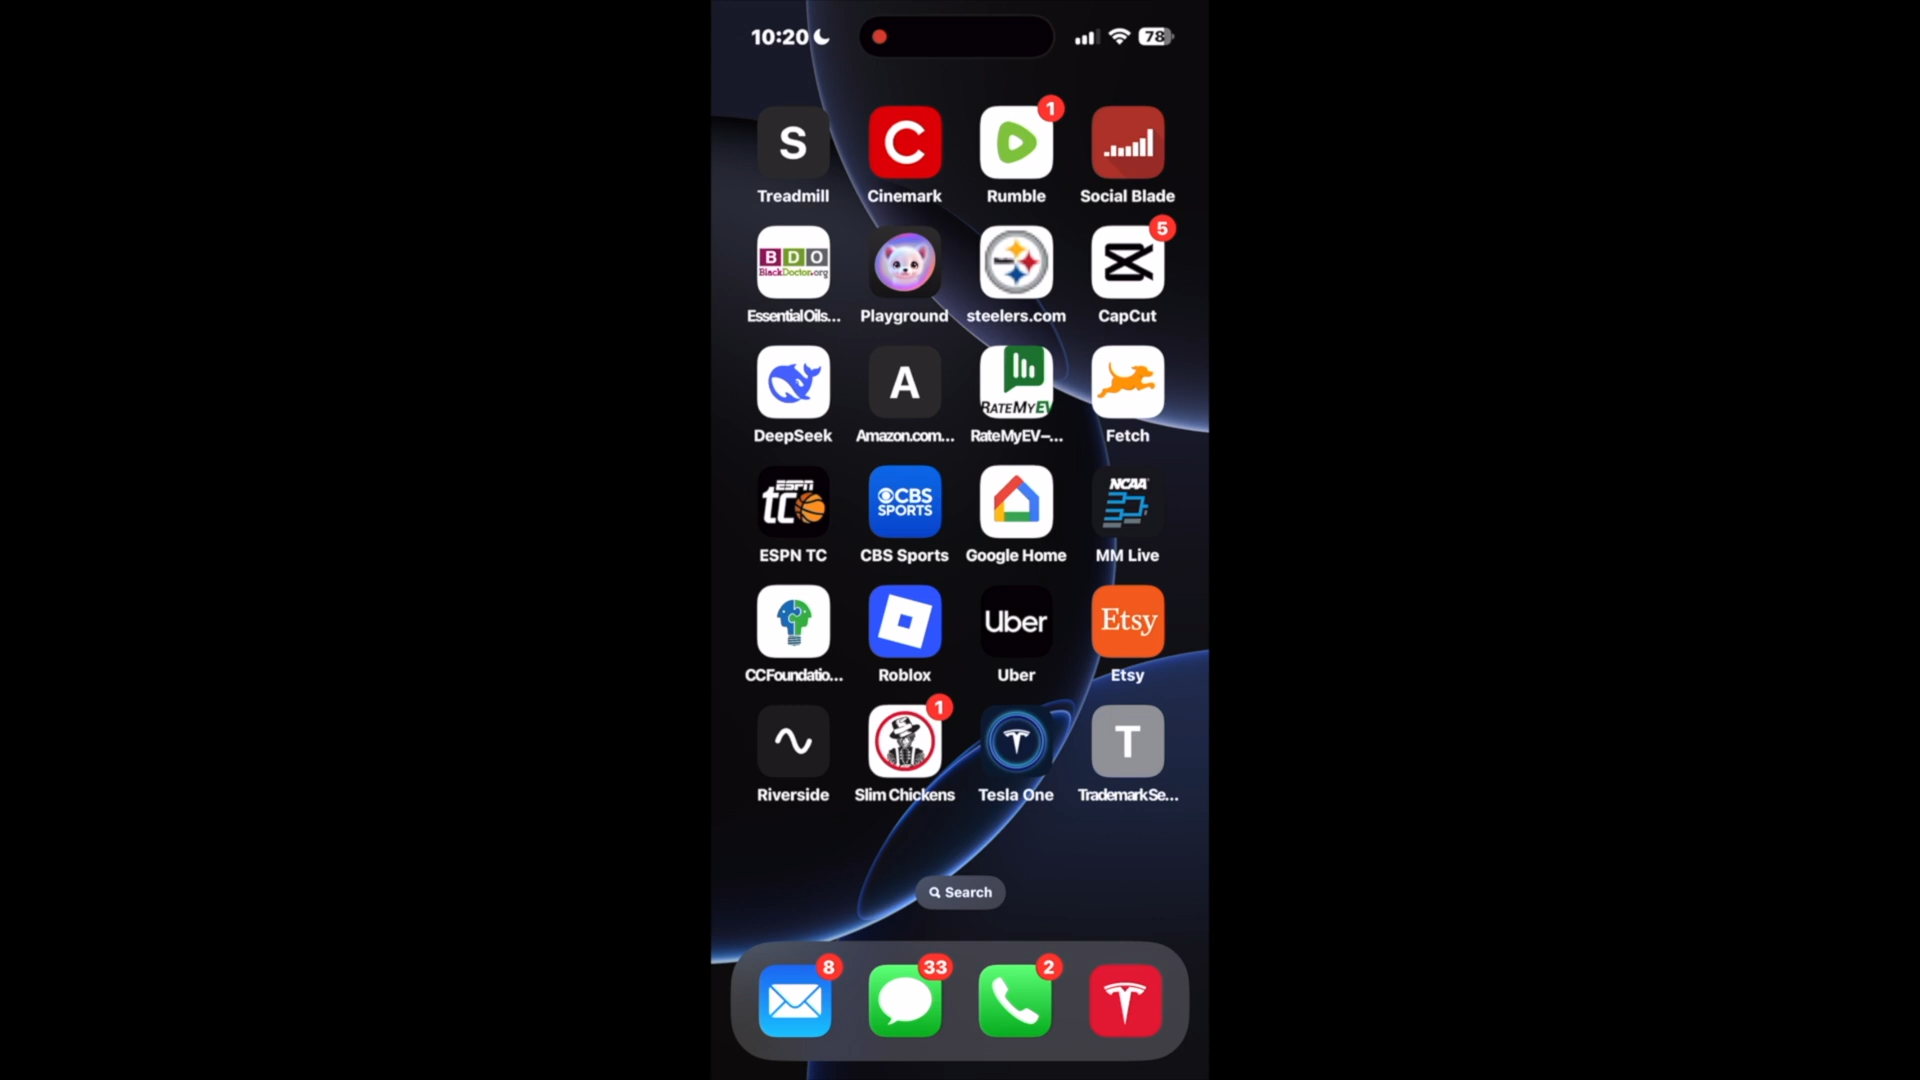 10:20
78
S
C
1
Treadmill
Cinemark
Rumble
Social Blade
BDO
BlackDoctor.org
5
EssentialOils...
Playground
steelers.com
CapCut
A
RATEMYEV
DeepSeek
Amazon.com...
RateMyEV–...
Fetch
ESPN
tc
CBS
SPORTS
NCAA
ESPN TC
CBS Sports
Google Home
MM Live
Uber
Etsy
CCFoundatio...
Roblox
Uber
Etsy
1
T
Riverside
Slim Chickens
Tesla One
TrademarkSe...
Search
8
33
2